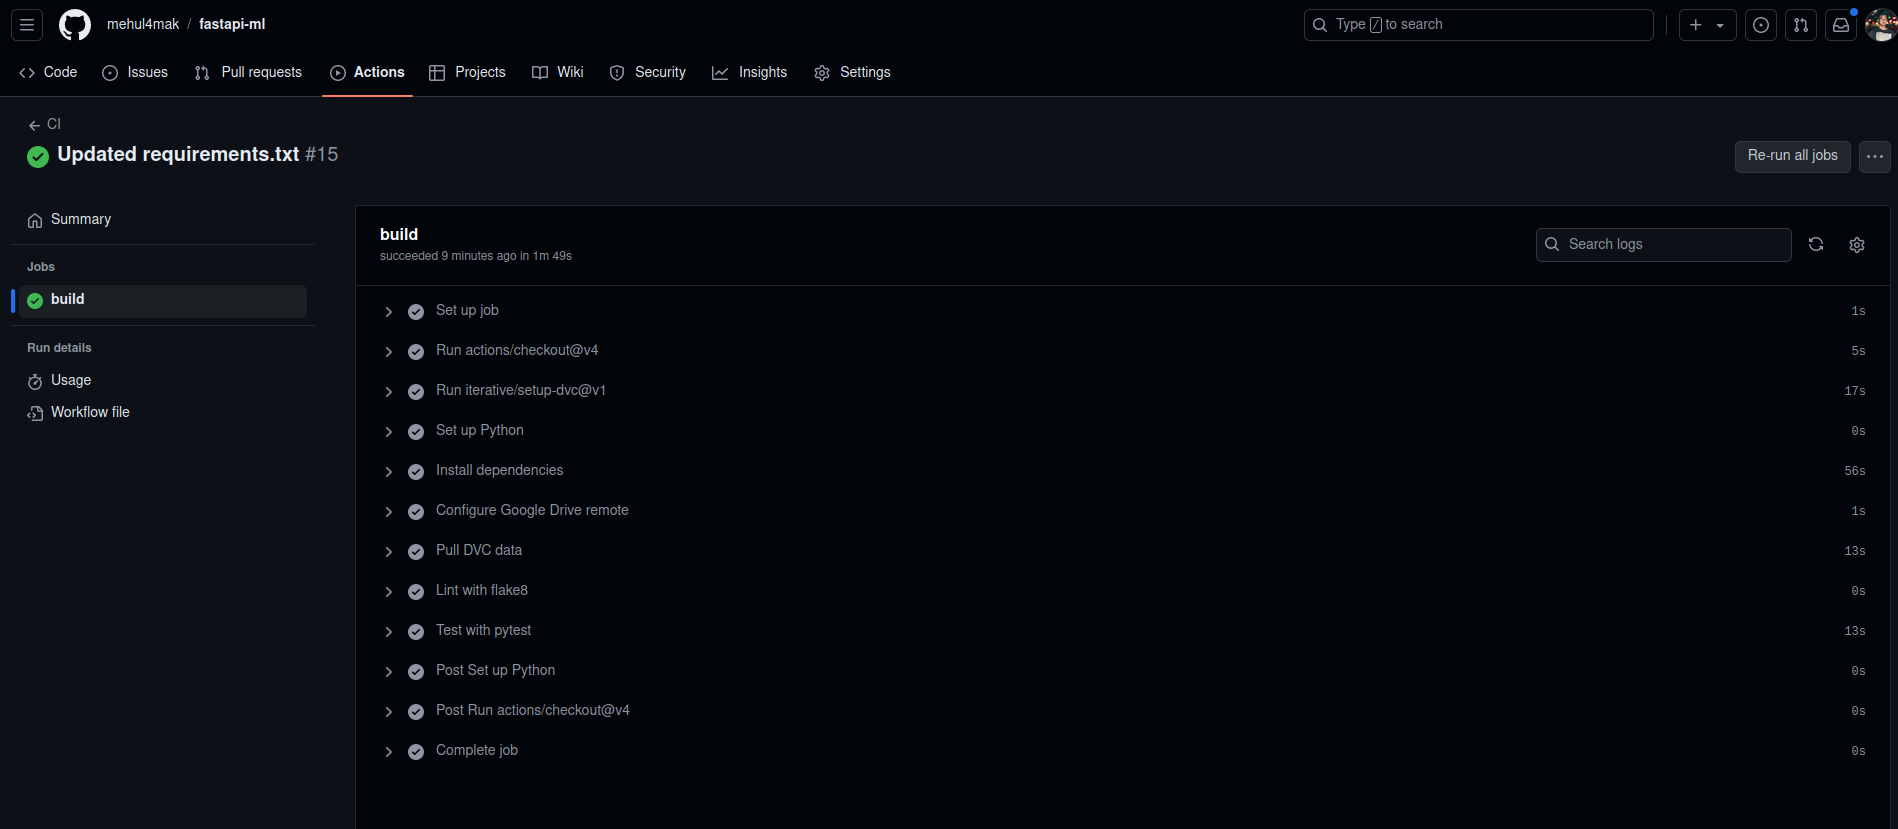 mehul4mak / fastapi-ml
Type / to search
Code Issues Pull requests Actions Projects Wiki Security Insights Settings
CI
Updated requirements.txt #15
Re-run all jobs
Summary
Jobs
build
Run details
Usage
Workflow file
build
succeeded 9 minutes ago in 1m 49s
Search logs
Set up job 1s
Run actions/checkout@v4 5s
Run iterative/setup-dvc@v1 17s
Set up Python 0s
Install dependencies 56s
Configure Google Drive remote 1s
Pull DVC data 13s
Lint with flake8 0s
Test with pytest 13s
Post Set up Python 0s
Post Run actions/checkout@v4 0s
Complete job 0s